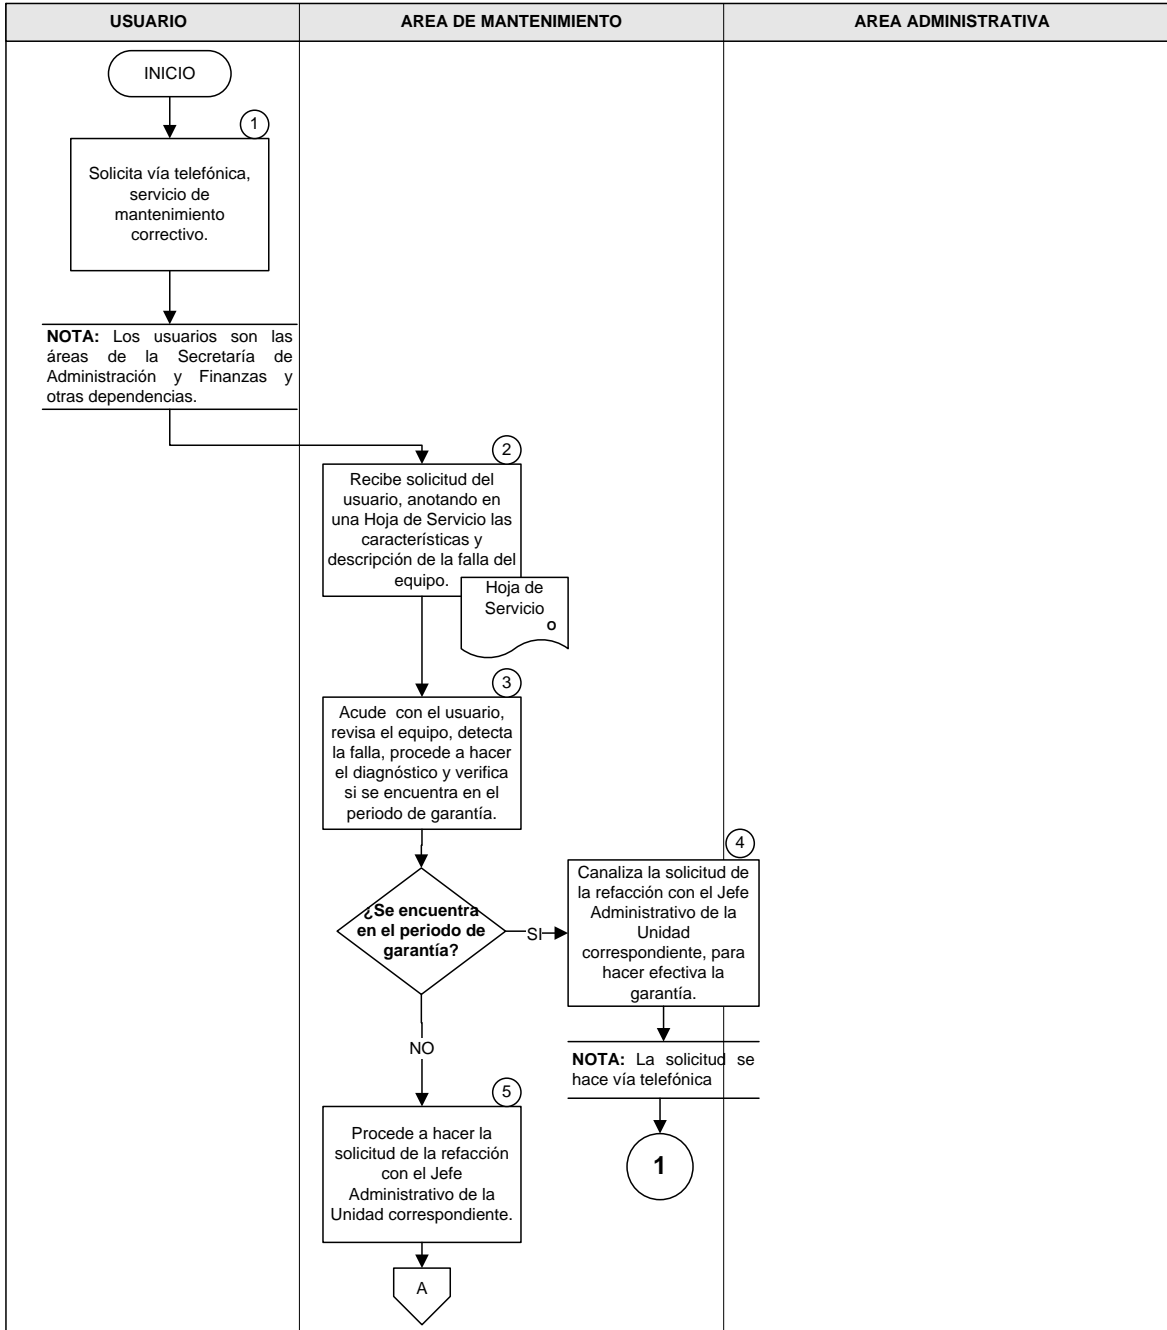 USUARIO
AREA DE MANTENIMIENTO
AREA ADMINISTRATIVA
INICIO
1
Solicita vía telefónica,
servicio de
mantenimiento
correctivo.
NOTA: Los usuarios son las
áreas de la Secretaría de
Administración y Finanzas y
otras dependencias.
2
Recibe solicitud del
usuario, anotando en
una Hoja de Servicio las
características y
descripción de la falla del
equipo.
Hoja de
Servicio
o
3
Acude con el usuario,
revisa el equipo, detecta
la falla, procede a hacer
el diagnóstico y verifica
si se encuentra en el
periodo de garantía.
¿Se encuentra
en el periodo de
garantía?
SI
4
Canaliza la solicitud de
la refacción con el Jefe
Administrativo de la
Unidad
correspondiente, para
hacer efectiva la
garantía.
NOTA: La solicitud se
hace vía telefónica
1
NO
5
Procede a hacer la
solicitud de la refacción
con el Jefe
Administrativo de la
Unidad correspondiente.
A